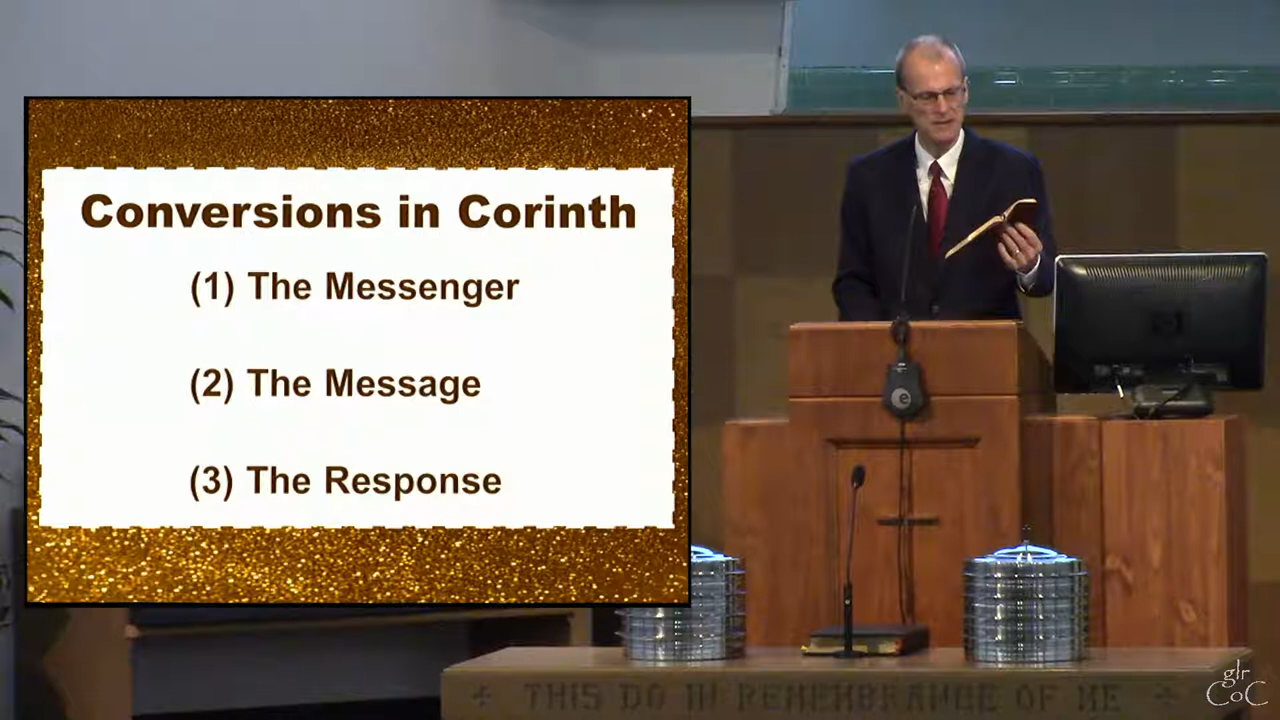 Conversions in Corinth
(1) The Messenger
(2) The Message
(3) The Response
e
THIS DO IN REMEMBRANCE OF ME
glr
CoC